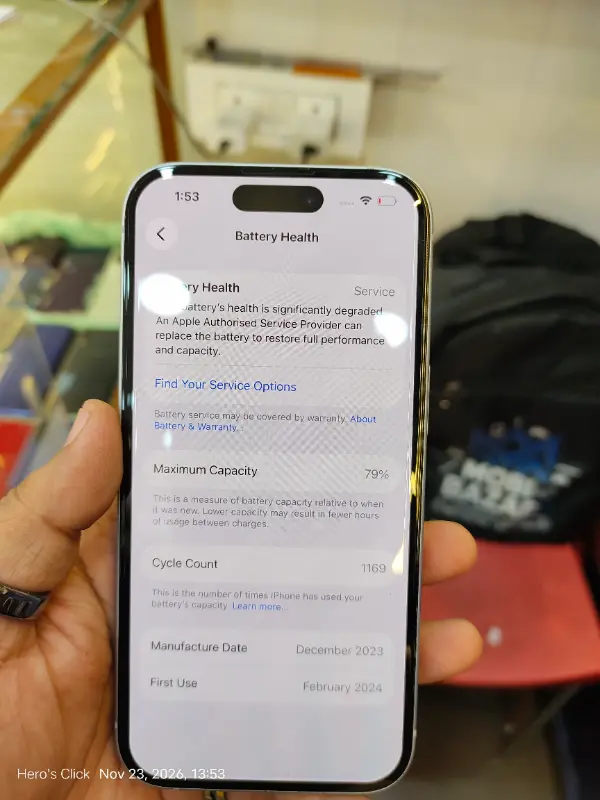 1:53
Battery Health
ry Health
Service
attery's health is significantly degraded.
An Apple Authorised Service Provider can
replace the battery to restore full performance
and capacity.
Find Your Service Options
Battery service may be covered by warranty. About
Battery & Warranty...
Maximum Capacity
79%
This is a measure of battery capacity relative to when
it was new. Lower capacity may result in fewer hours
of usage between charges.
Cycle Count
1169
This is the number of times iPhone has used your
battery's capacity. Learn more...
Manufacture Date
December 2023
First Use
February 2024
MOBI
BAZAR
Hero's Click Nov 23, 2026, 13:53